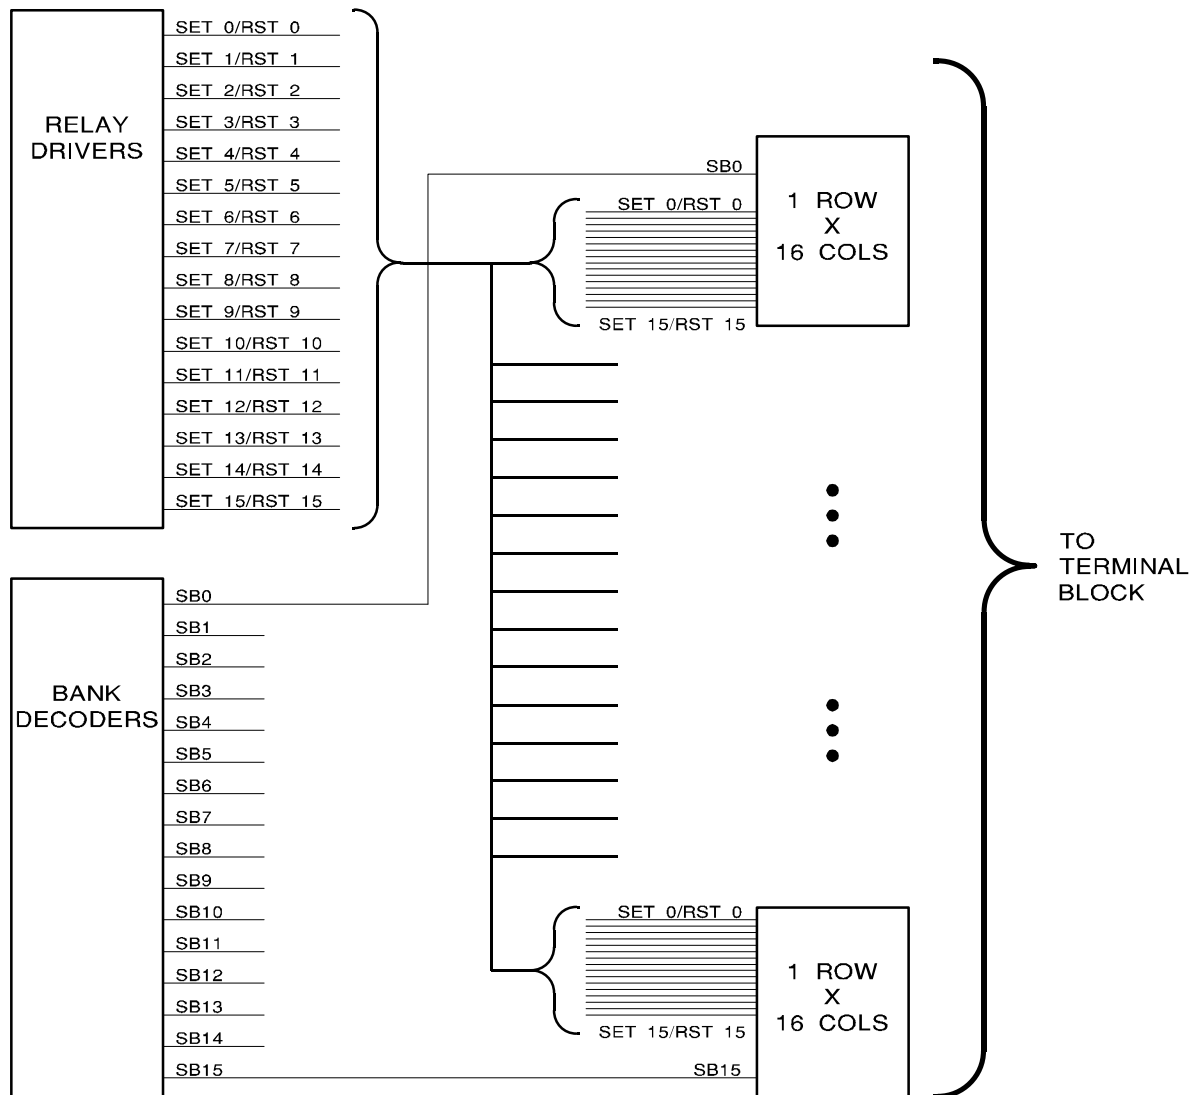 SET 0/RST 0
SET 1/RST 1
SET 2/RST 2
SET 3/RST 3
SET 4/RST 4
SET 5/RST 5
SET 6/RST 6
SET 7/RST 7
SET 8/RST 8
SET 9/RST 9
SET 10/RST 10
SET 11/RST 11
SET 12/RST 12
SET 13/RST 13
SET 14/RST 14
SET 15/RST 15
RELAY
DRIVERS
SB0
SET 0/RST 0
SET 15/RST 15
1 ROW
X
16 COLS
TO
TERMINAL
BLOCK
BANK
DECODERS
SB0
SB1
SB2
SB3
SB4
SB5
SB6
SB7
SB8
SB9
SB10
SB11
SB12
SB13
SB14
SB15
SET 0/RST 0
SET 15/RST 15
SB15
1 ROW
X
16 COLS